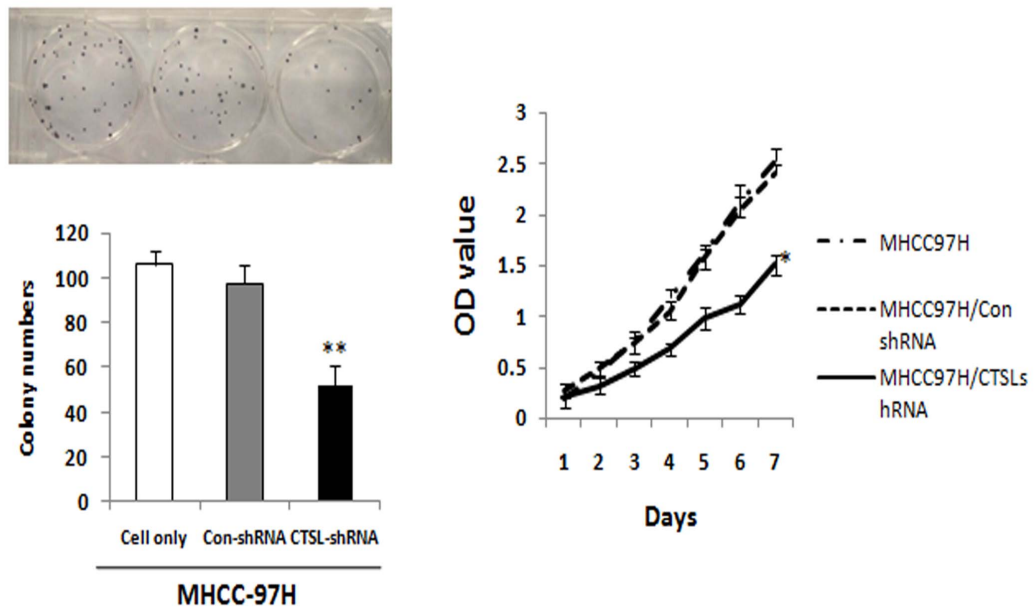 120
100
80
60
40
20
0
Colony numbers
**
Cell only Con-shRNA CTSL-shRNA
MHCC-97H
3
2.5
2
1.5
1
0.5
0
OD value
*
1 2 3 4 5 6 7
Days
MHCC97H
MHCC97H/Con
shRNA
MHCC97H/CTSLs
hRNA